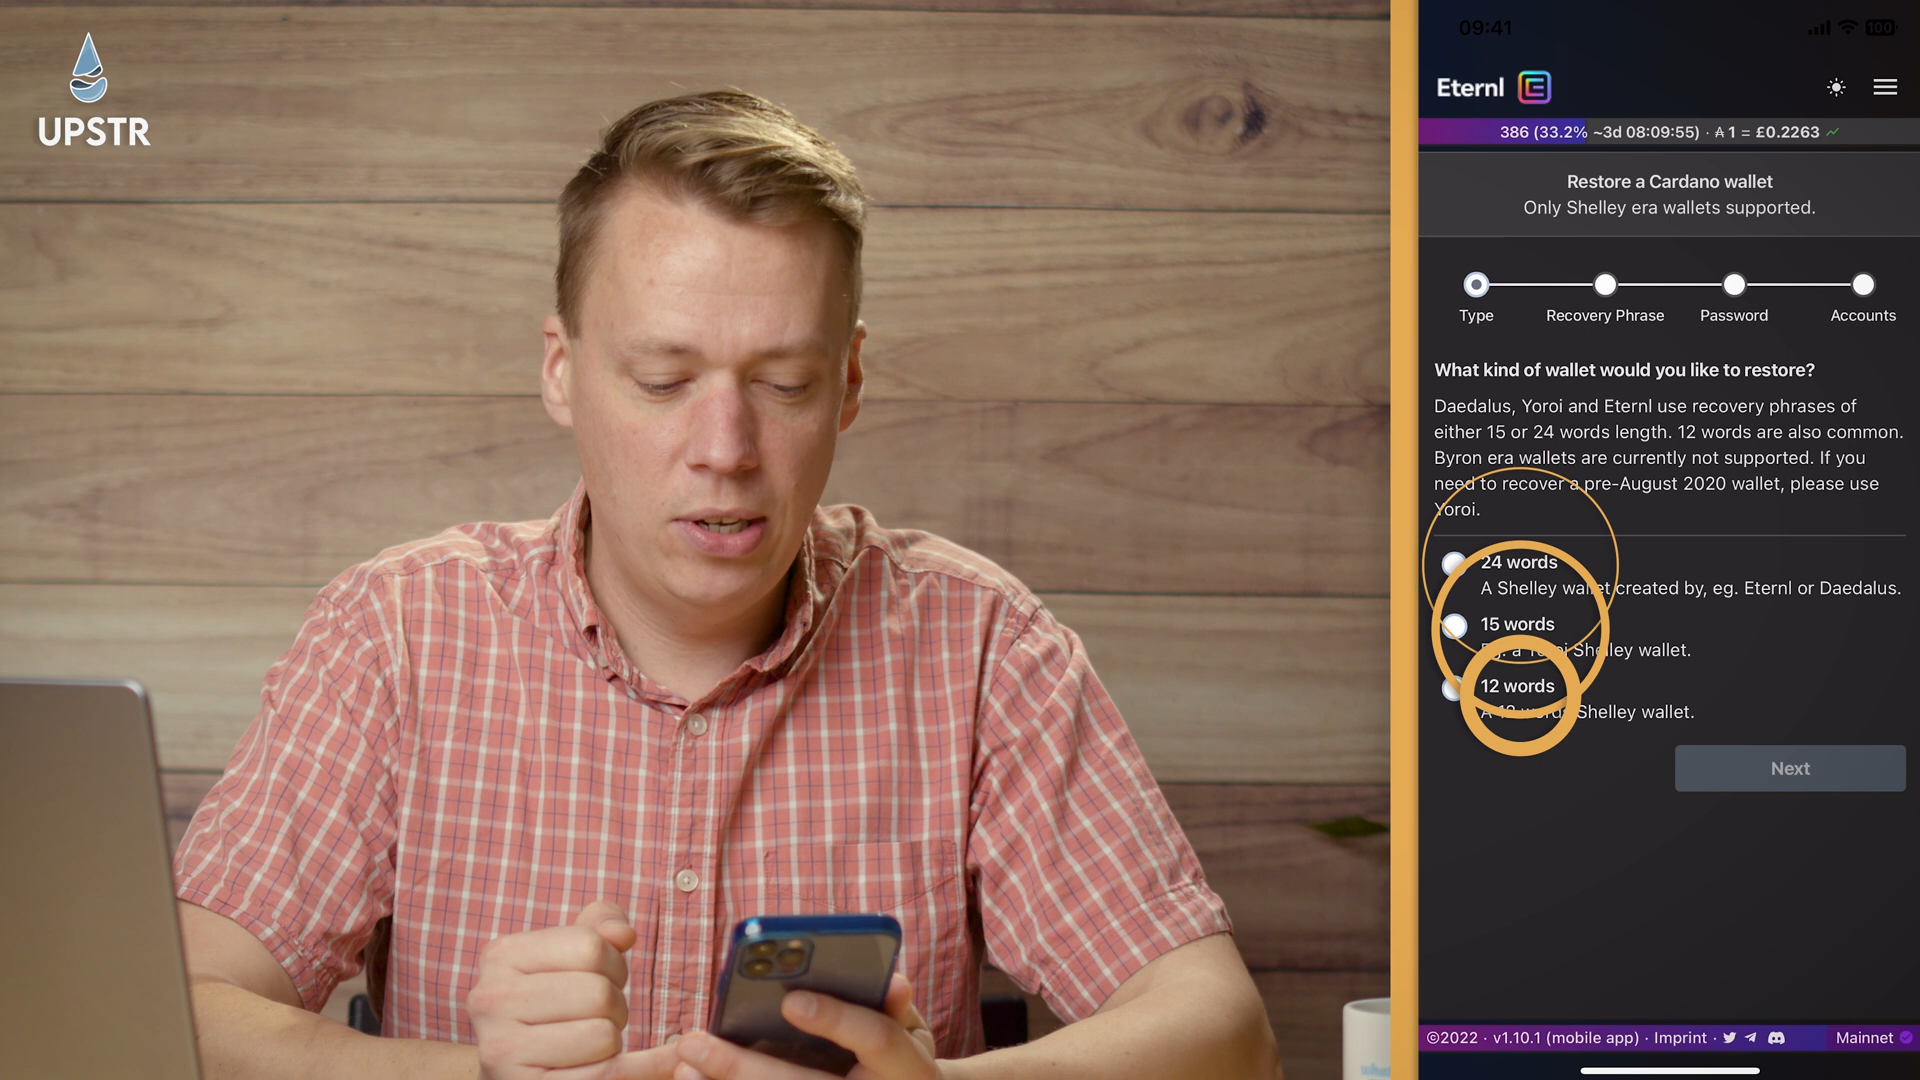 UPSTR
09:41
100
Eternl
386 (33.2% ~3d 08:09:55) · ₳ 1 = £0.2263
Restore a Cardano wallet
Only Shelley era wallets supported.
Type
Recovery Phrase
Password
Accounts
What kind of wallet would you like to restore?
Daedalus, Yoroi and Eternl use recovery phrases of
either 15 or 24 words length. 12 words are also common.
Byron era wallets are currently not supported. If you
need to recover a pre-August 2020 wallet, please use
Yoroi.
24 words
A Shelley wallet created by, eg. Eternl or Daedalus.
15 words
Eg. a Yoroi Shelley wallet.
12 words
A 12 words Shelley wallet.
Next
©2022 · v1.10.1 (mobile app) · Imprint ·
Mainnet